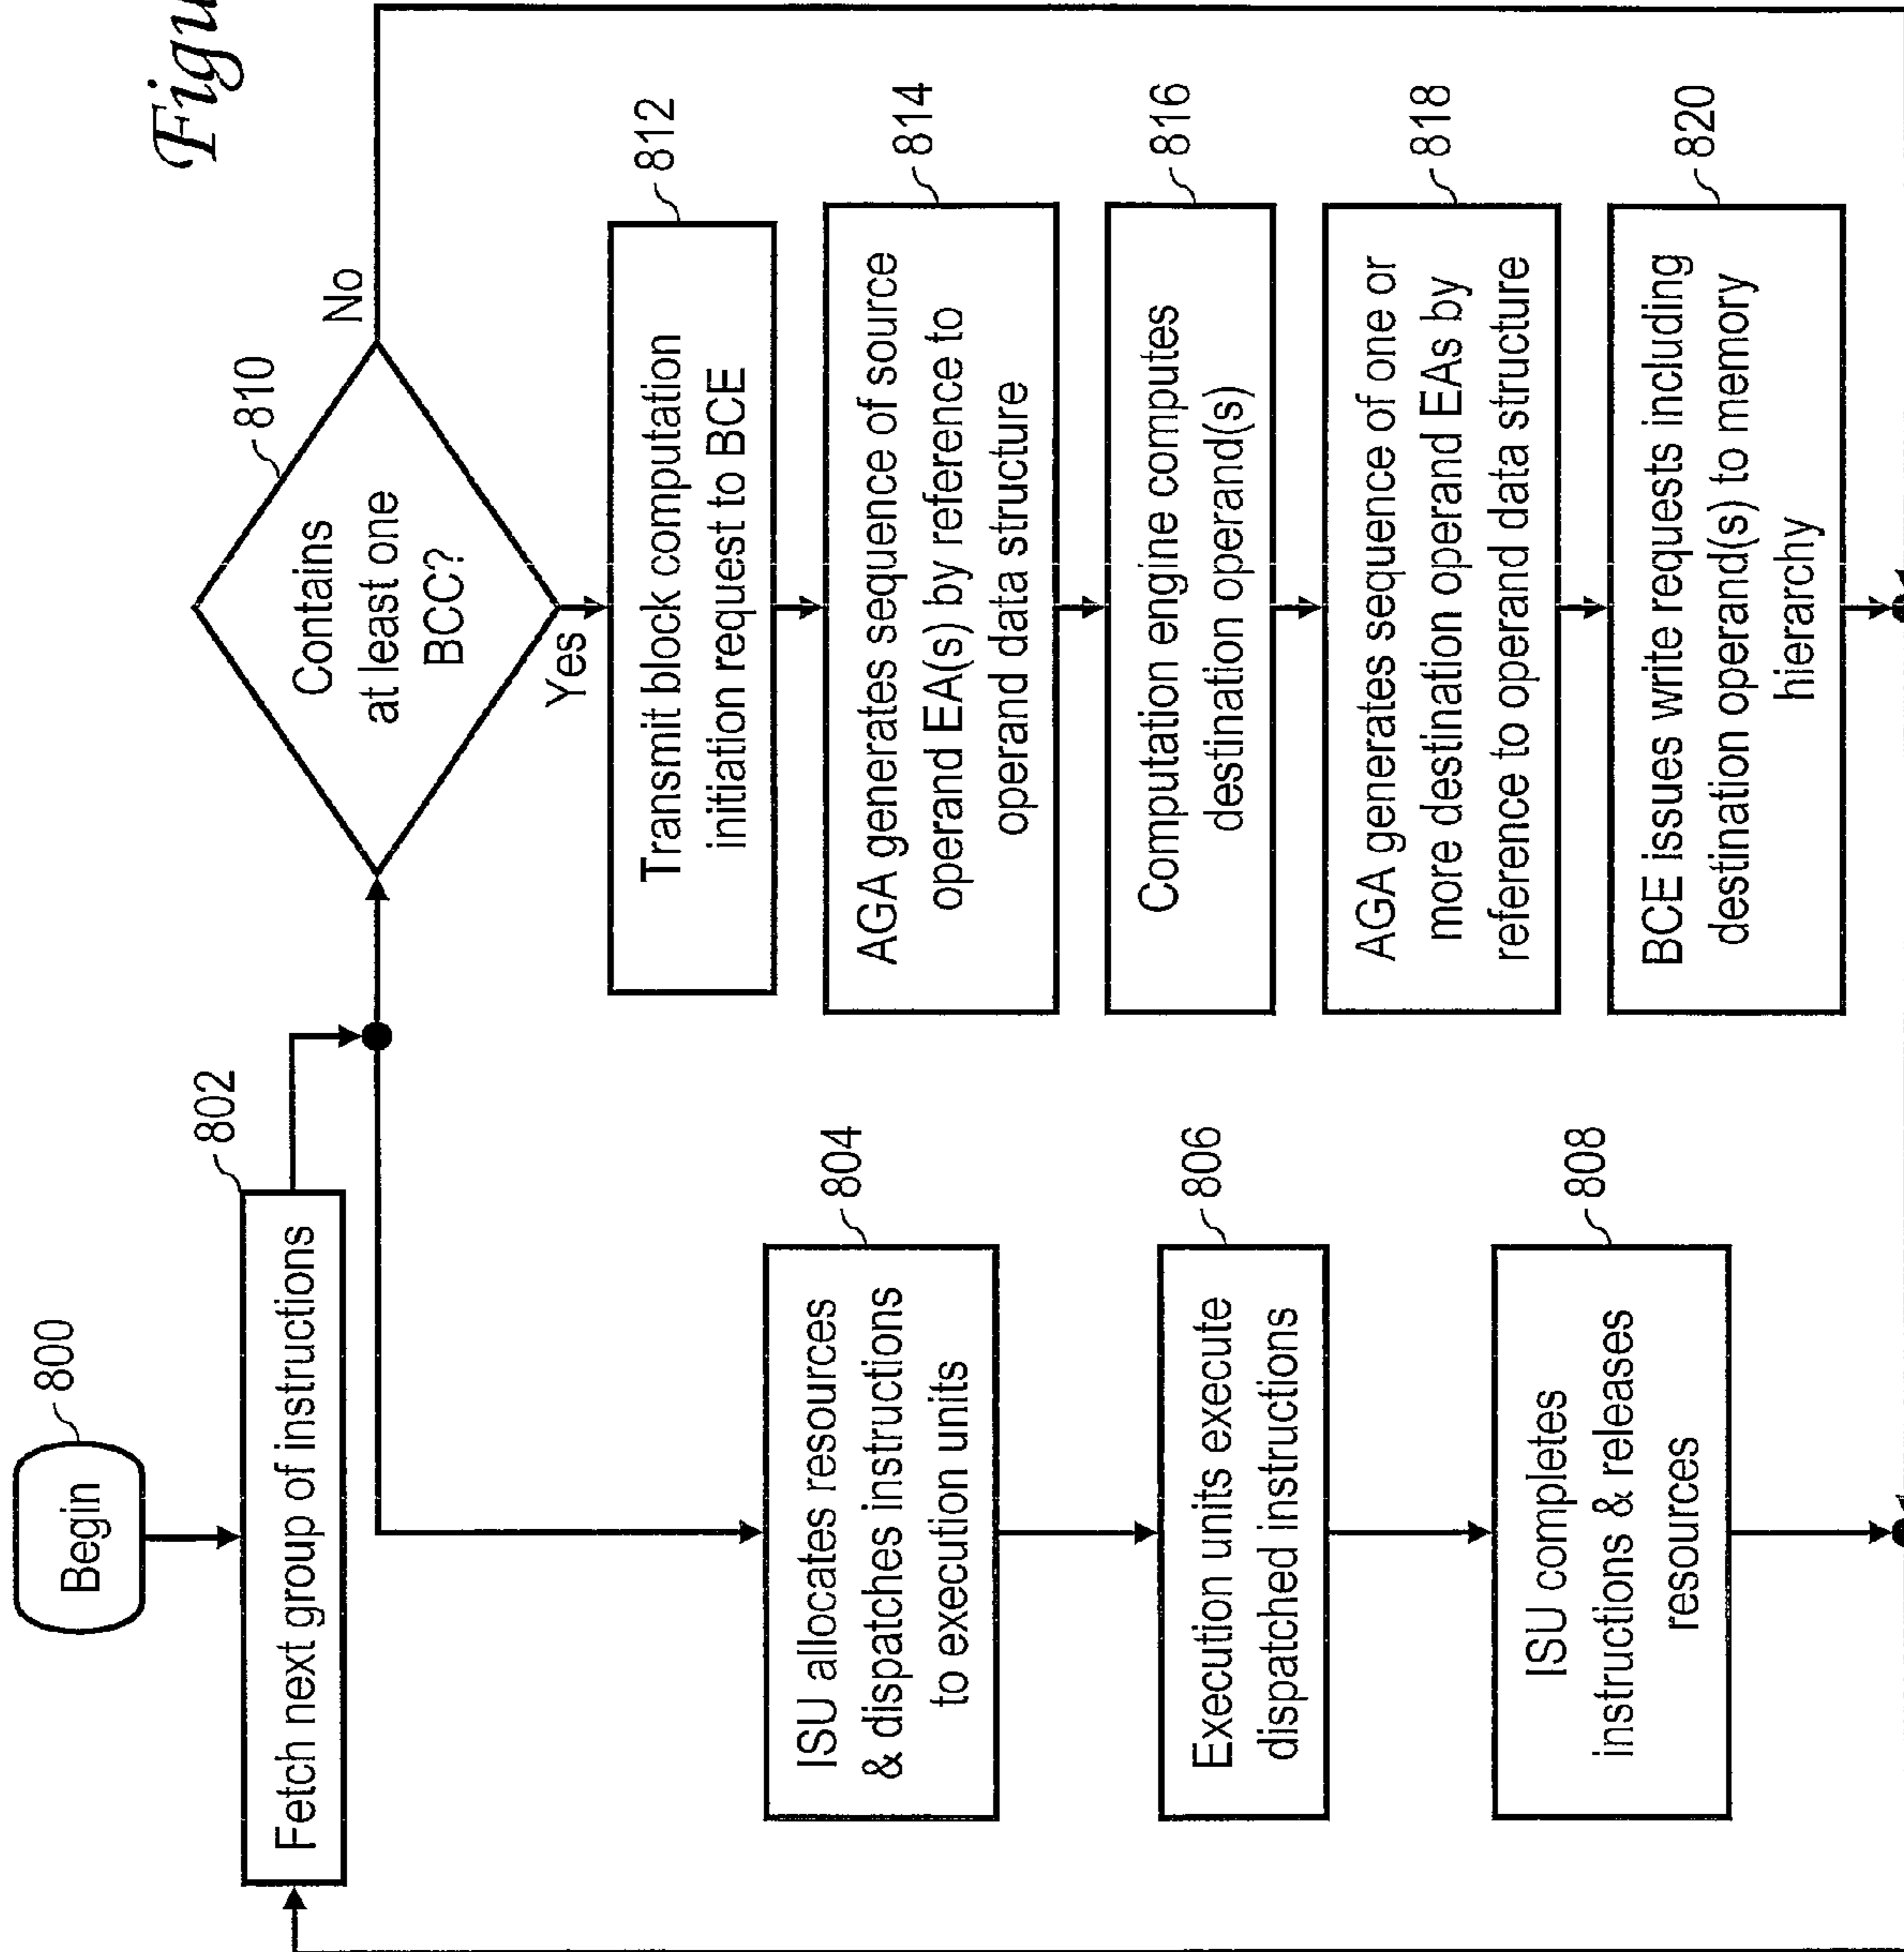 800
Begin
802
Fetch next group of instructions
804
ISU allocates resources
& dispatches instructions
to execution units
806
Execution units execute
dispatched instructions
808
ISU completes
instructions & releases
resources
810
Contains
at least one
BCC?
No
Yes
812
Transmit block computation
initiation request to BCE
814
AGA generates sequence of source
operand EA(s) by reference to
operand data structure
816
Computation engine computes
destination operand(s)
818
AGA generates sequence of one or
more destination operand EAs by
reference to operand data structure
820
BCE issues write requests including
destination operand(s) to memory
hierarchy